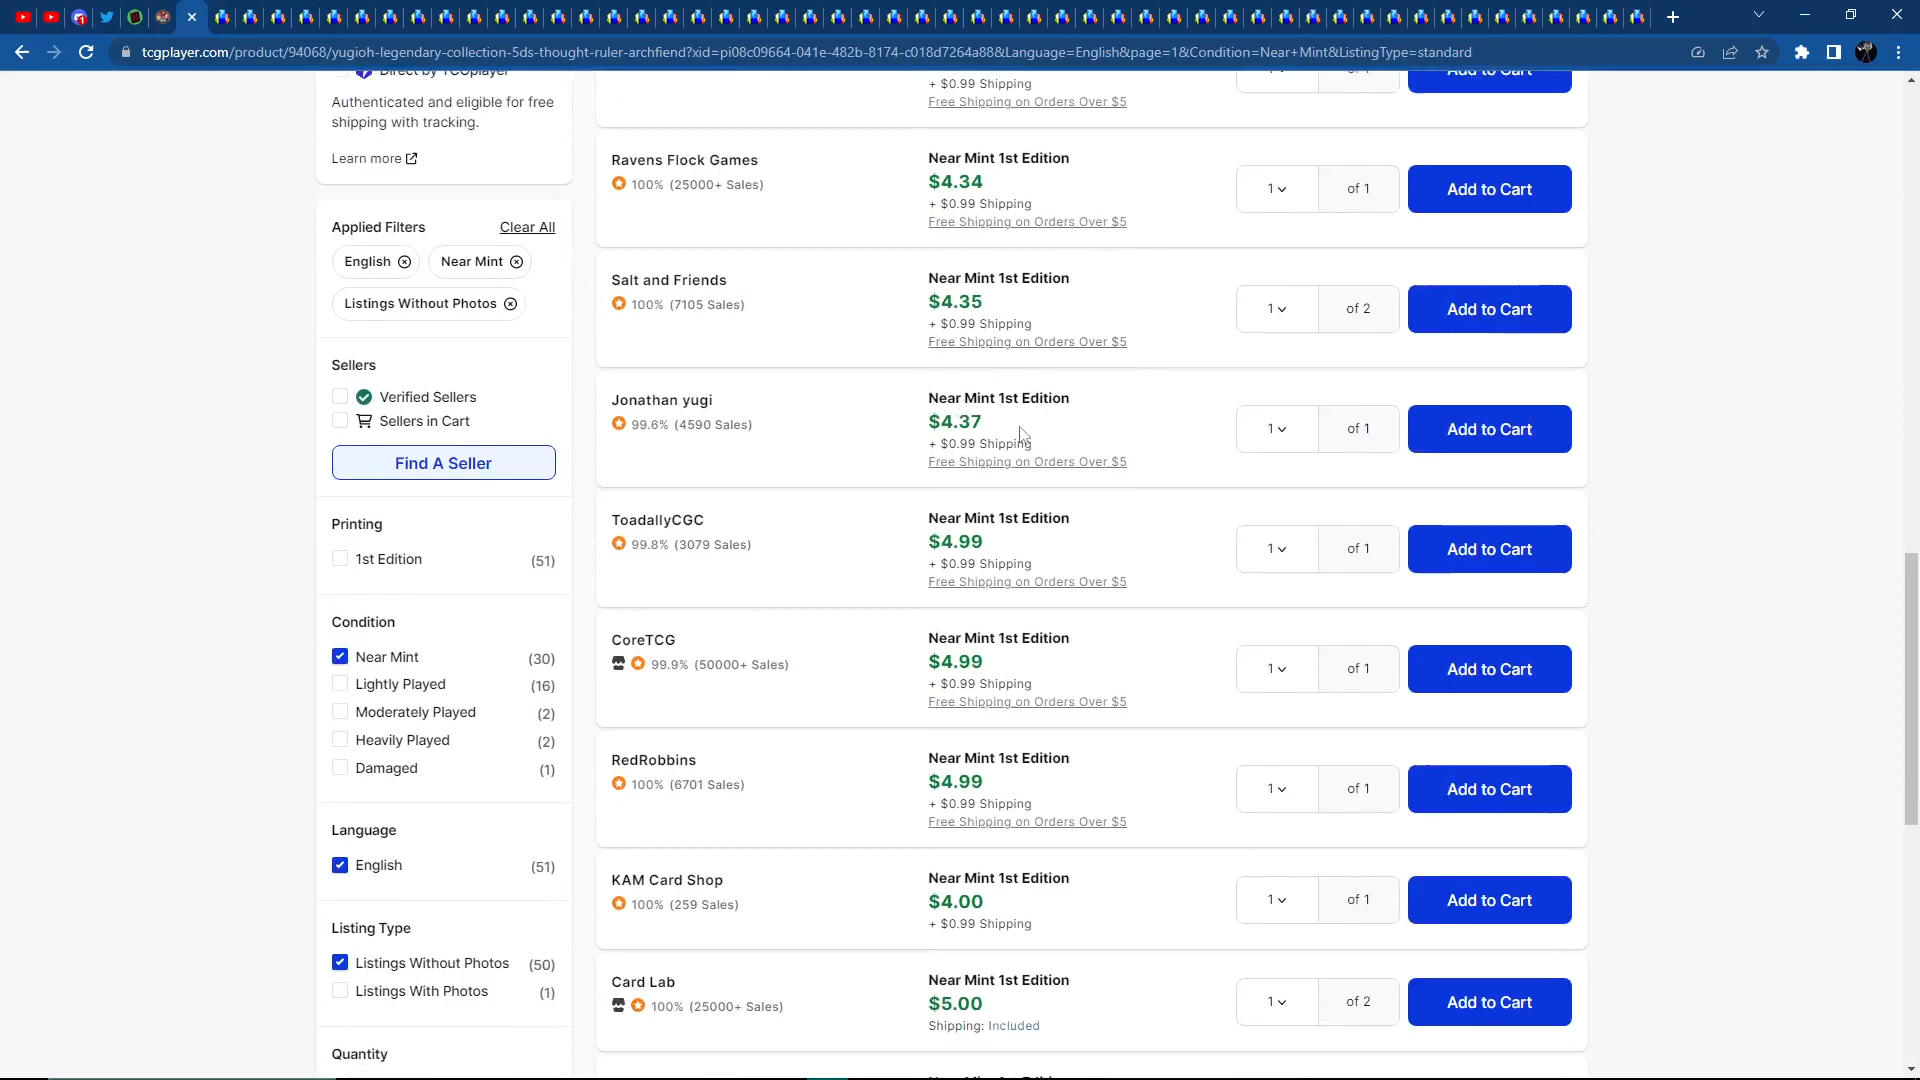 tcgplayer.com/product/94068/yugioh-legendary-collection-5ds-thought-ruler-archfiend?xid=pi08c09664-041e-482b-8174-c018d7264a88&Language=English&page=1&Condition=Near+Mint&ListingType=standard
Direct by TCGplayer
Authenticated and eligible for free
shipping with tracking.
Learn more
Applied Filters
Clear All
English
Near Mint
Listings Without Photos
Sellers
Verified Sellers
Sellers in Cart
Find A Seller
Printing
1st Edition (51)
Condition
Near Mint (30)
Lightly Played (16)
Moderately Played (2)
Heavily Played (2)
Damaged (1)
Language
English (51)
Listing Type
Listings Without Photos (50)
Listings With Photos (1)
Quantity
+ $0.99 Shipping
Free Shipping on Orders Over $5
Add to Cart
Ravens Flock Games
100% (25000+ Sales)
Near Mint 1st Edition
$4.34
+ $0.99 Shipping
Free Shipping on Orders Over $5
1 of 1
Add to Cart
Salt and Friends
100% (7105 Sales)
Near Mint 1st Edition
$4.35
+ $0.99 Shipping
Free Shipping on Orders Over $5
1 of 2
Add to Cart
Jonathan yugi
99.6% (4590 Sales)
Near Mint 1st Edition
$4.37
+ $0.99 Shipping
Free Shipping on Orders Over $5
1 of 1
Add to Cart
ToadallyCGC
99.8% (3079 Sales)
Near Mint 1st Edition
$4.99
+ $0.99 Shipping
Free Shipping on Orders Over $5
1 of 1
Add to Cart
CoreTCG
99.9% (50000+ Sales)
Near Mint 1st Edition
$4.99
+ $0.99 Shipping
Free Shipping on Orders Over $5
1 of 1
Add to Cart
RedRobbins
100% (6701 Sales)
Near Mint 1st Edition
$4.99
+ $0.99 Shipping
Free Shipping on Orders Over $5
1 of 1
Add to Cart
KAM Card Shop
100% (259 Sales)
Near Mint 1st Edition
$4.00
+ $0.99 Shipping
1 of 1
Add to Cart
Card Lab
100% (25000+ Sales)
Near Mint 1st Edition
$5.00
Shipping: Included
1 of 2
Add to Cart